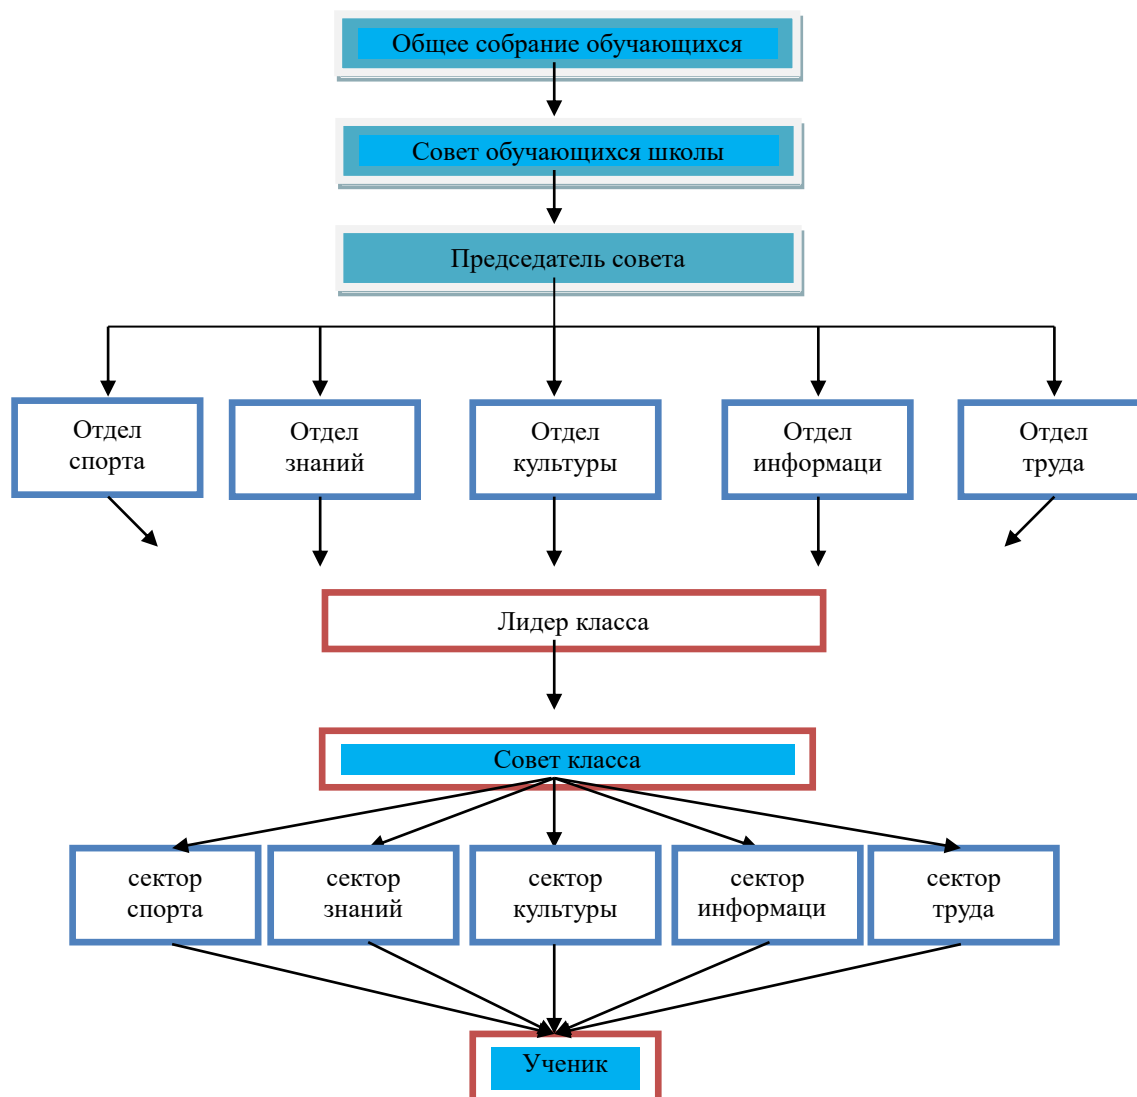 Общее собрание обучающихся
Совет обучающихся школы
Председатель совета
Отдел
спорта
Отдел
знаний
Отдел
культуры
Отдел
информаци
Отдел
труда
Лидер класса
Совет класса
сектор
спорта
сектор
знаний
сектор
культуры
сектор
информаци
сектор
труда
Ученик